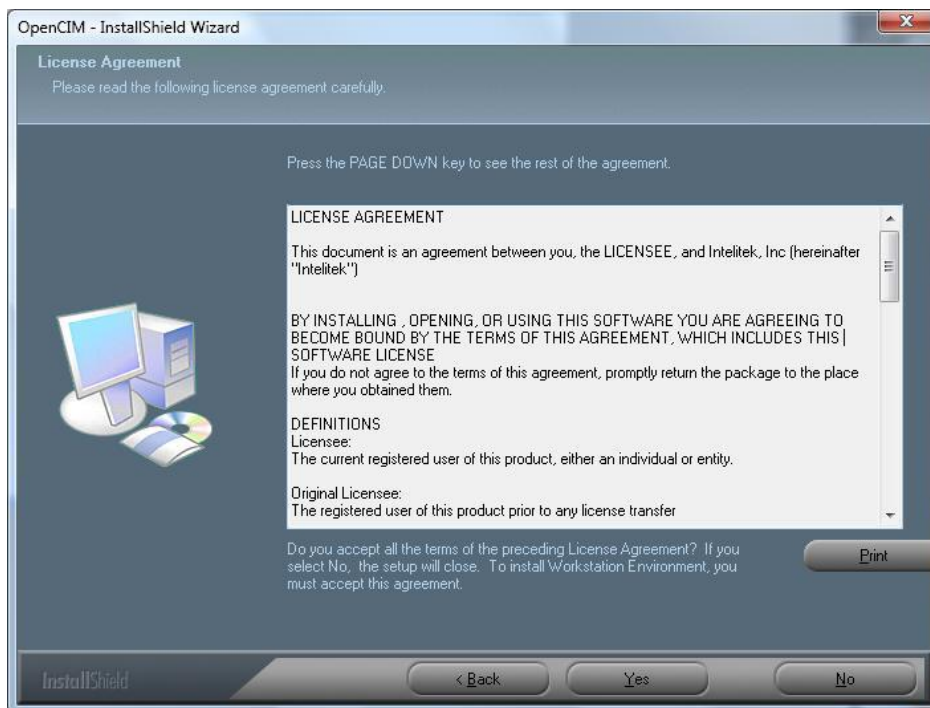 OpenCIM - InstallShield Wizard
License Agreement
Please read the following license agreement carefully.
Press the PAGE DOWN key to see the rest of the agreement.
LICENSE AGREEMENT
This document is an agreement between you, the LICENSEE, and Intelitek, Inc (hereinafter
"Intelitek")
BY INSTALLING , OPENING, OR USING THIS SOFTWARE YOU ARE AGREEING TO
BECOME BOUND BY THE TERMS OF THIS AGREEMENT, WHICH INCLUDES THIS
SOFTWARE LICENSE
If you do not agree to the terms of this agreement, promptly return the package to the place
where you obtained them.
DEFINITIONS
Licensee:
The current registered user of this product, either an individual or entity.
Original Licensee:
The registered user of this product prior to any license transfer
Do you accept all the terms of the preceding License Agreement? If you
select No, the setup will close. To install Workstation Environment, you
must accept this agreement.
Print
InstallShield
< Back
Yes
No